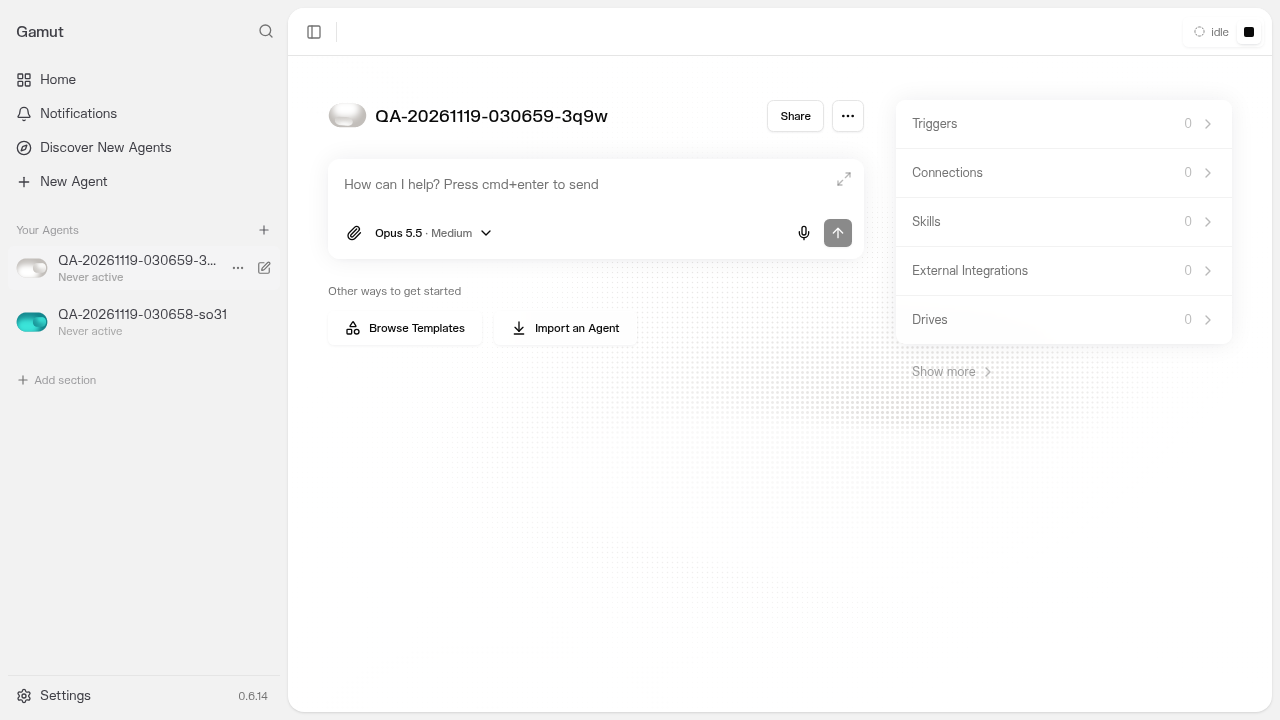 Gamut
Home
Notifications
Discover New Agents
New Agent
Your Agents
QA-20261119-030659-3...
Never active
QA-20261119-030658-so31
Never active
Add section
Settings
0.6.14
idle
QA-20261119-030659-3q9w
Share
How can I help? Press cmd+enter to send
Opus 5.5 · Medium
Other ways to get started
Browse Templates
Import an Agent
Triggers 0
Connections 0
Skills 0
External Integrations 0
Drives 0
Show more